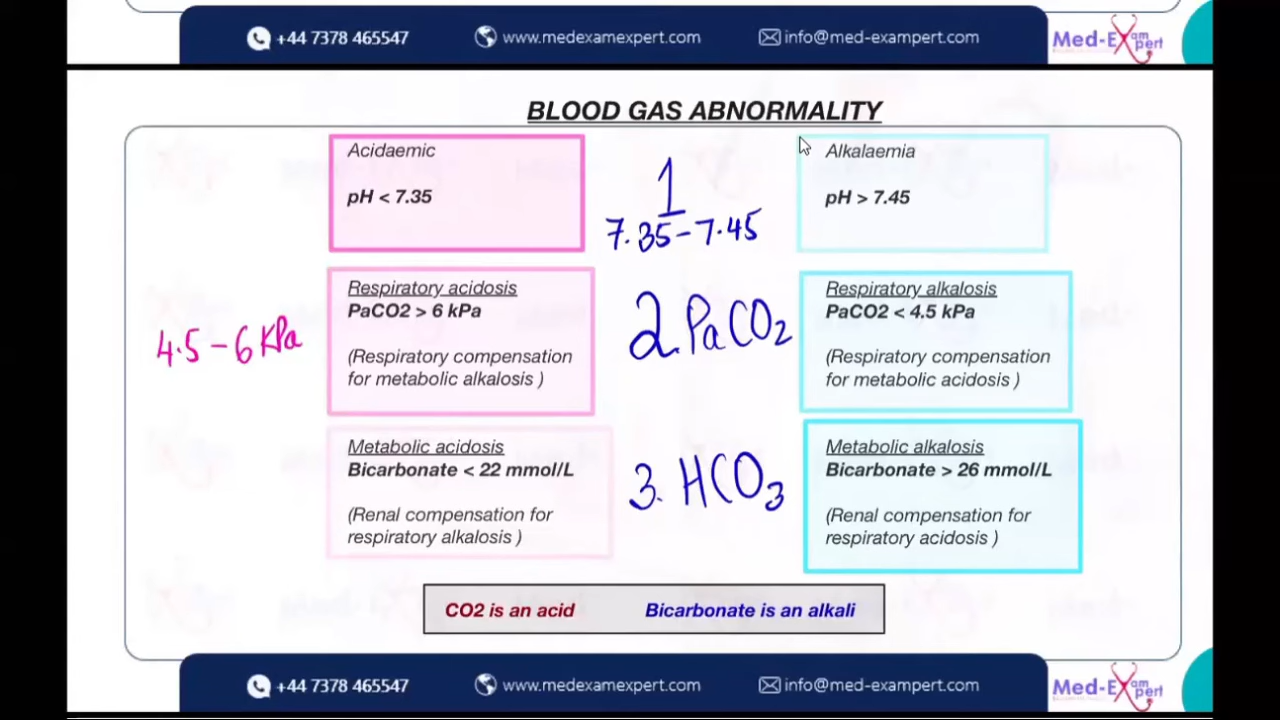 +44 7378 465547 www.medexamexpert.com info@med-exampert.com Med-Exampert
BLOOD GAS ABNORMALITY
Acidaemic
pH < 7.35
1
7.35-7.45
Alkalaemia
pH > 7.45
4.5-6 KPa
Respiratory acidosis
PaCO2 > 6 kPa
(Respiratory compensation
for metabolic alkalosis )
2. PaCO2
Respiratory alkalosis
PaCO2 < 4.5 kPa
(Respiratory compensation
for metabolic acidosis )
Metabolic acidosis
Bicarbonate < 22 mmol/L
(Renal compensation for
respiratory alkalosis )
3. HCO3
Metabolic alkalosis
Bicarbonate > 26 mmol/L
(Renal compensation for
respiratory acidosis )
CO2 is an acid Bicarbonate is an alkali
+44 7378 465547 www.medexamexpert.com info@med-exampert.com Med-Exampert